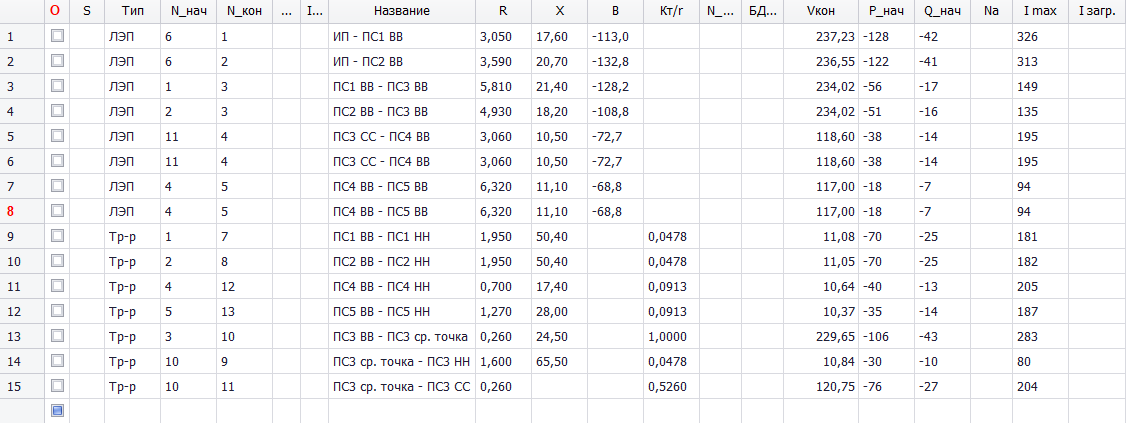 O S Тип N_нач N_кон ... I... Название R X B Кт/r N_... БД... Vкон P_нач Q_нач Na I max I загр.
1 ЛЭП 6 1 ИП - ПС1 ВВ 3,050 17,60 -113,0 237,23 -128 -42 326
2 ЛЭП 6 2 ИП - ПС2 ВВ 3,590 20,70 -132,8 236,55 -122 -41 313
3 ЛЭП 1 3 ПС1 ВВ - ПС3 ВВ 5,810 21,40 -128,2 234,02 -56 -17 149
4 ЛЭП 2 3 ПС2 ВВ - ПС3 ВВ 4,930 18,20 -108,8 234,02 -51 -16 135
5 ЛЭП 11 4 ПС3 СС - ПС4 ВВ 3,060 10,50 -72,7 118,60 -38 -14 195
6 ЛЭП 11 4 ПС3 СС - ПС4 ВВ 3,060 10,50 -72,7 118,60 -38 -14 195
7 ЛЭП 4 5 ПС4 ВВ - ПС5 ВВ 6,320 11,10 -68,8 117,00 -18 -7 94
8 ЛЭП 4 5 ПС4 ВВ - ПС5 ВВ 6,320 11,10 -68,8 117,00 -18 -7 94
9 Тр-р 1 7 ПС1 ВВ - ПС1 НН 1,950 50,40 0,0478 11,08 -70 -25 181
10 Тр-р 2 8 ПС2 ВВ - ПС2 НН 1,950 50,40 0,0478 11,05 -70 -25 182
11 Тр-р 4 12 ПС4 ВВ - ПС4 НН 0,700 17,40 0,0913 10,64 -40 -13 205
12 Тр-р 5 13 ПС5 ВВ - ПС5 НН 1,270 28,00 0,0913 10,37 -35 -14 187
13 Тр-р 3 10 ПС3 ВВ - ПС3 ср. точка 0,260 24,50 1,0000 229,65 -106 -43 283
14 Тр-р 10 9 ПС3 ср. точка - ПС3 НН 1,600 65,50 0,0478 10,84 -30 -10 80
15 Тр-р 10 11 ПС3 ср. точка - ПС3 СС 0,260 0,5260 120,75 -76 -27 204